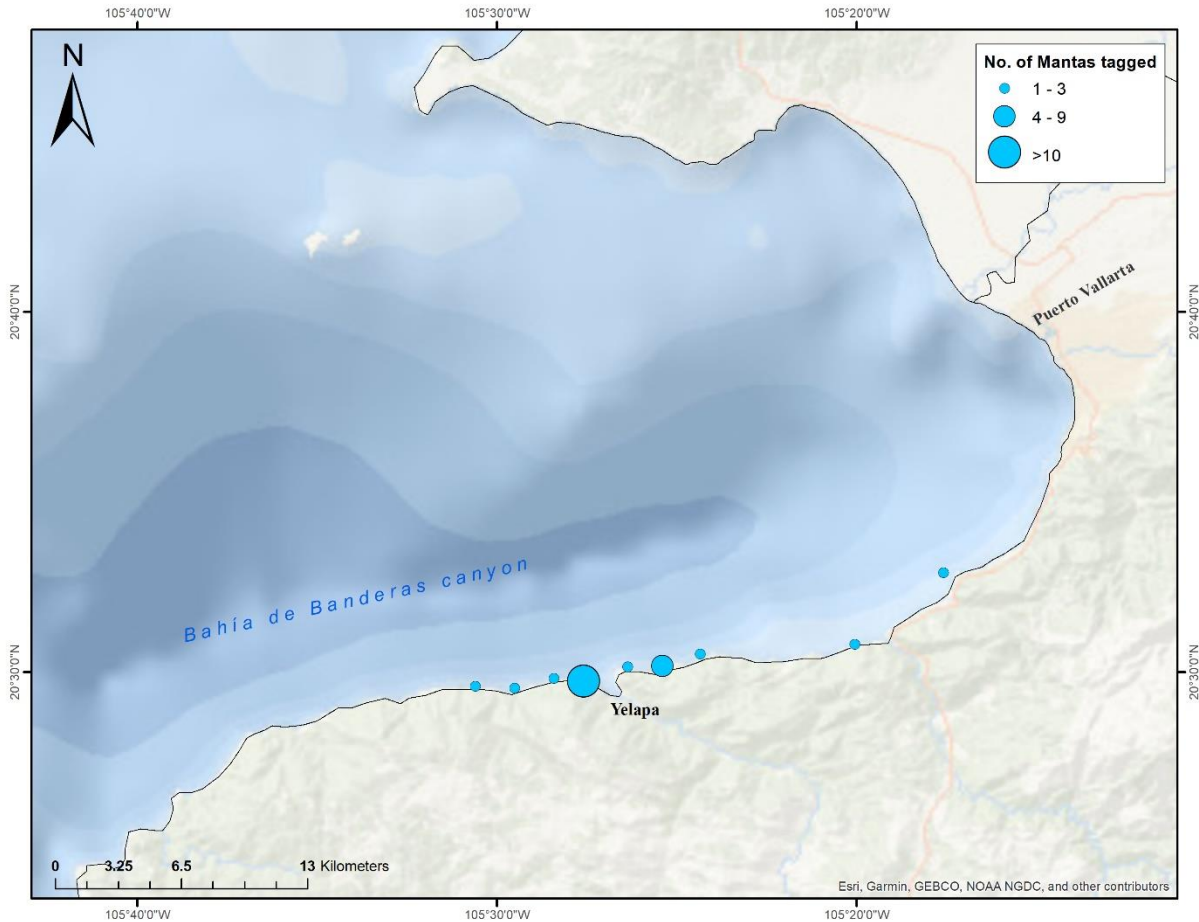 105°40'0"W 105°30'0"W 105°20'0"W
N
No. of Mantas tagged
1 - 3
4 - 9
>10
Puerto Vallarta
20°40'0"N 20°40'0"N
Bahía de Banderas canyon
20°30'0"N 20°30'0"N
Yelapa
0 3.25 6.5 13 Kilometers
Esri, Garmin, GEBCO, NOAA NGDC, and other contributors
105°40'0"W 105°30'0"W 105°20'0"W